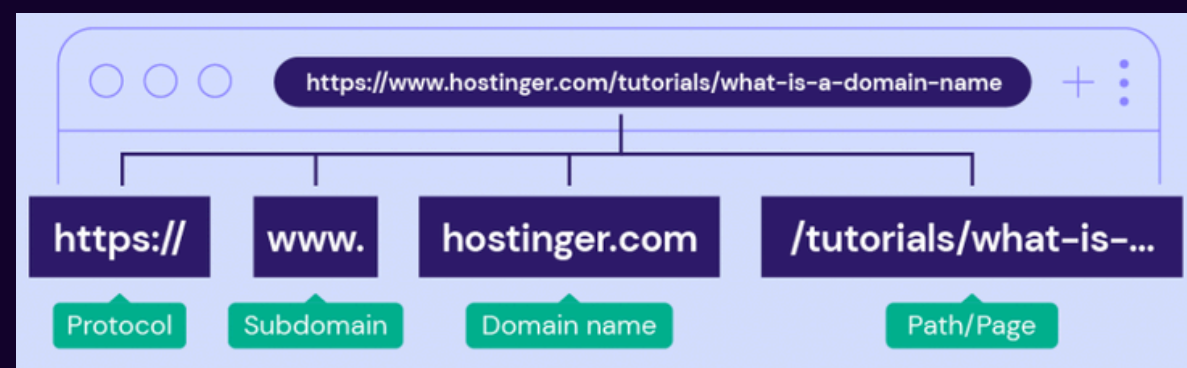 https://www.hostinger.com/tutorials/what-is-a-domain-name
https:// www. hostinger.com /tutorials/what-is-...
Protocol Subdomain Domain name Path/Page